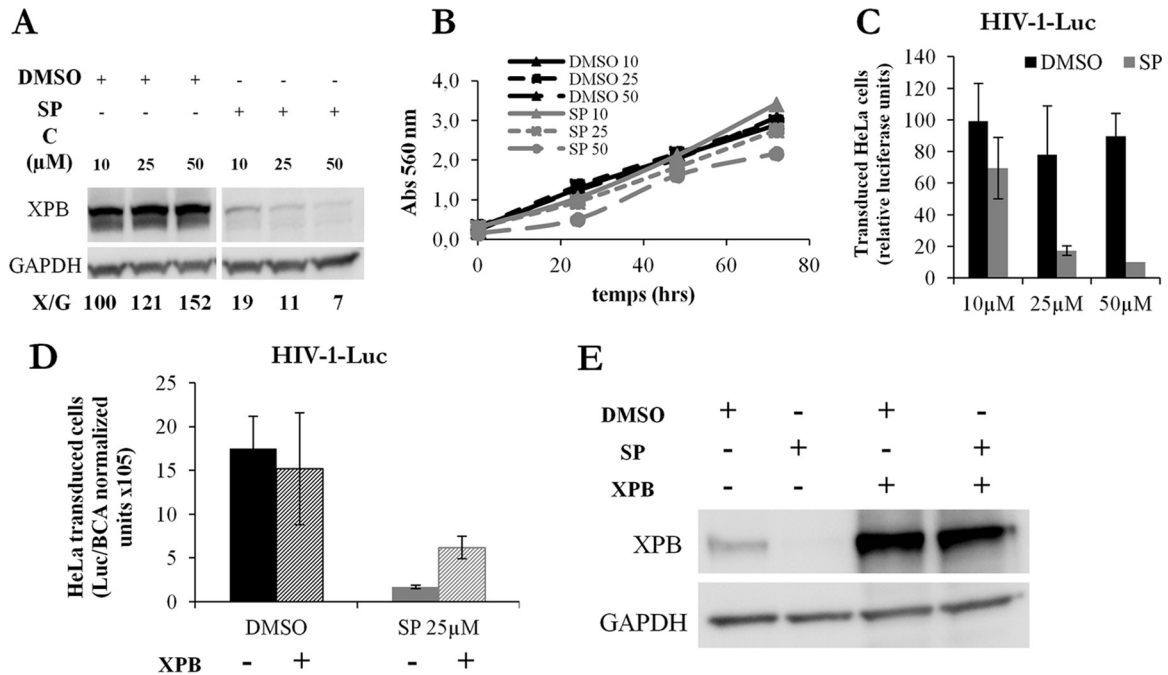 A
DMSO + + + - - -
SP - - - + + +
C
(µM) 10 25 50 10 25 50
XPB
GAPDH
X/G 100 121 152 19 11 7
B
DMSO 10
DMSO 25
DMSO 50
SP 10
SP 25
SP 50
Abs 560 nm
4,0
3,0
2,0
1,0
0,0
0 20 40 60 80
temps (hrs)
C
HIV-1-Luc
DMSO SP
Transduced HeLa cells
(relative luciferase units)
140
120
100
80
60
40
20
0
10µM 25µM 50µM
D
HIV-1-Luc
HeLa transduced cells
(Luc/BCA normalized
units x105)
25
20
15
10
5
0
DMSO SP 25µM
XPB - + - +
E
DMSO + - + -
SP - + - +
XPB - - + +
XPB
GAPDH